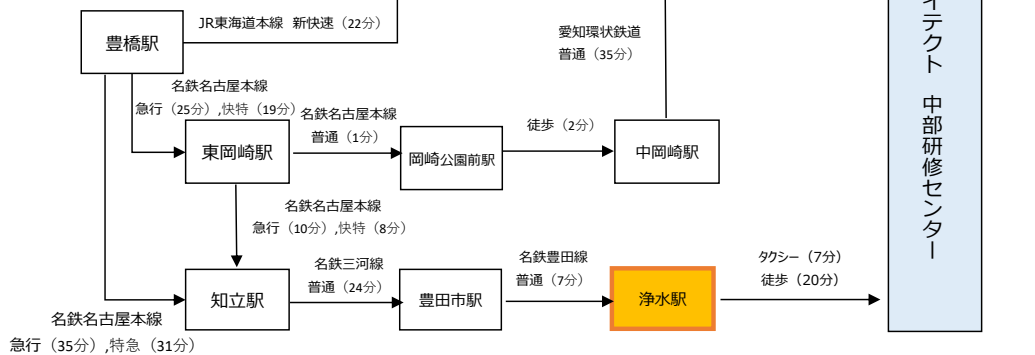 JR東海道本線 新快速（22分）
豊橋駅
愛知環状鉄道
普通（35分）
名鉄名古屋本線
急行（25分）,快特（19分）
名鉄名古屋本線
普通（1分）
徒歩（2分）
東岡崎駅
岡崎公園前駅
中岡崎駅
名鉄名古屋本線
急行（10分）,快特（8分）
名鉄三河線
普通（24分）
名鉄豊田線
普通（7分）
タクシー（7分）
徒歩（20分）
知立駅
豊田市駅
浄水駅
名鉄名古屋本線
急行（35分）,特急（31分）
イテクト 中部研修センター